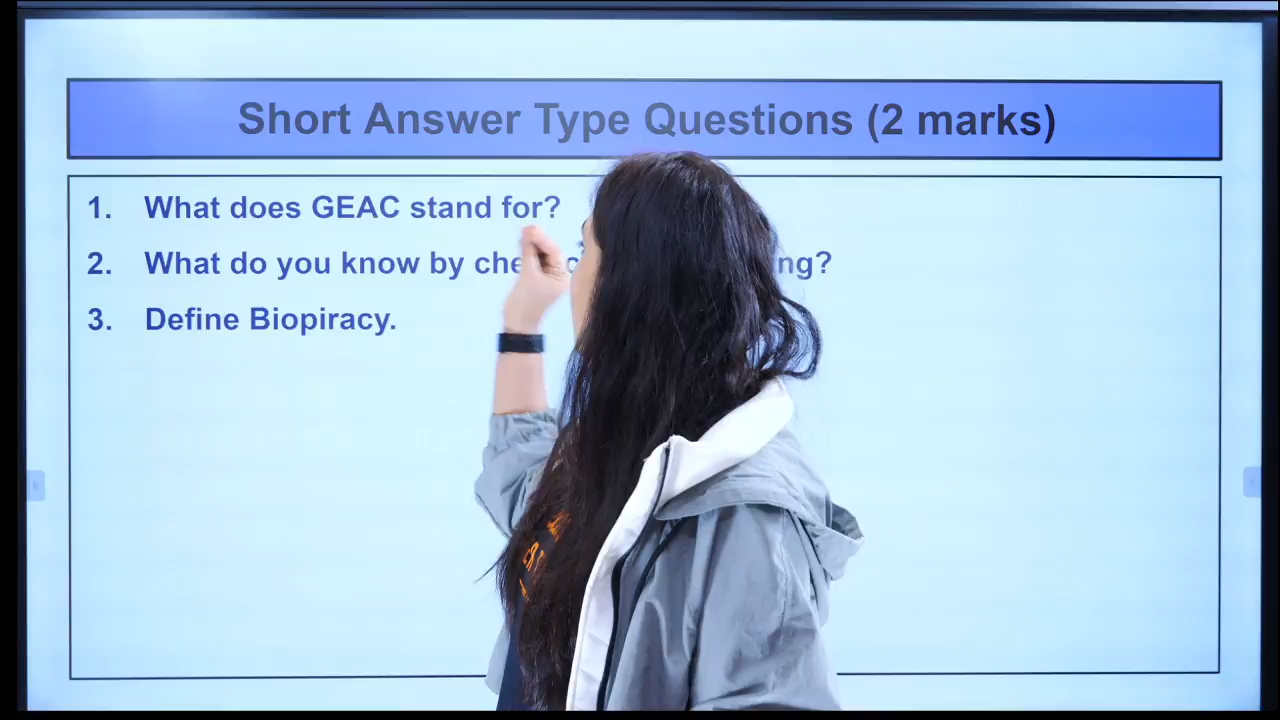 Short Answer Type Questions (2 marks)
1. What does GEAC stand for?
2. What do you know by
3. Define Biopiracy.